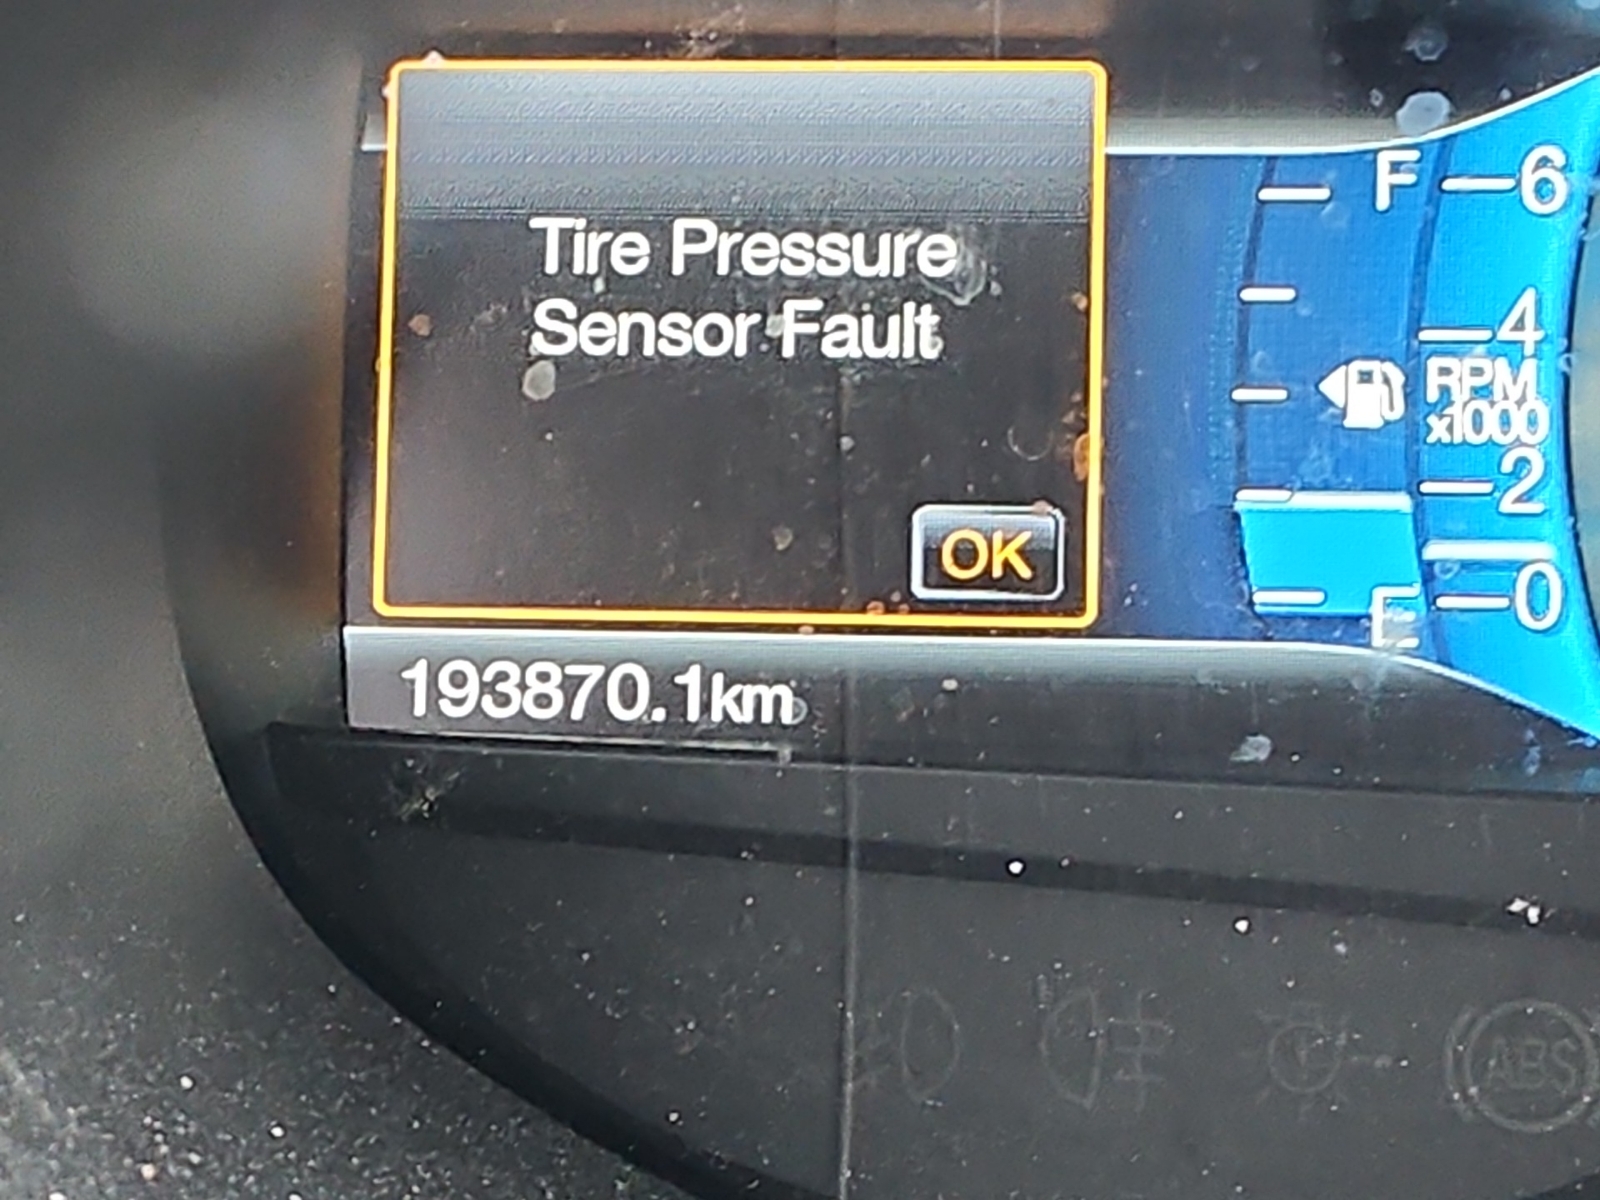 Tire Pressure
Sensor Fault
OK
193870.1km
F
E
6
4
RPM
x1000
2
0
ABS